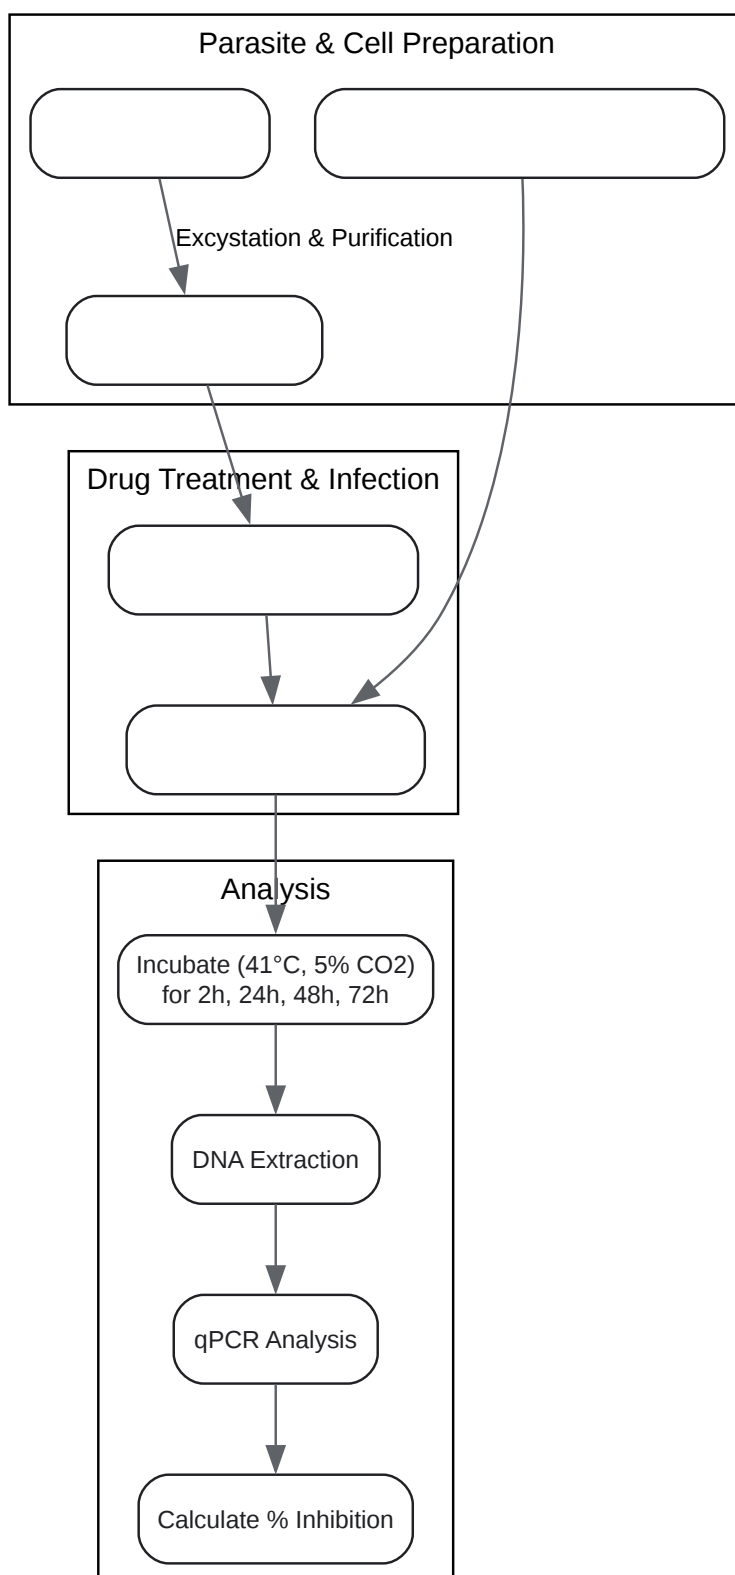 Parasite & Cell Preparation
Excystation & Purification
Drug Treatment & Infection
Analysis
Incubate (41°C, 5% CO2)
for 2h, 24h, 48h, 72h
DNA Extraction
qPCR Analysis
Calculate % Inhibition